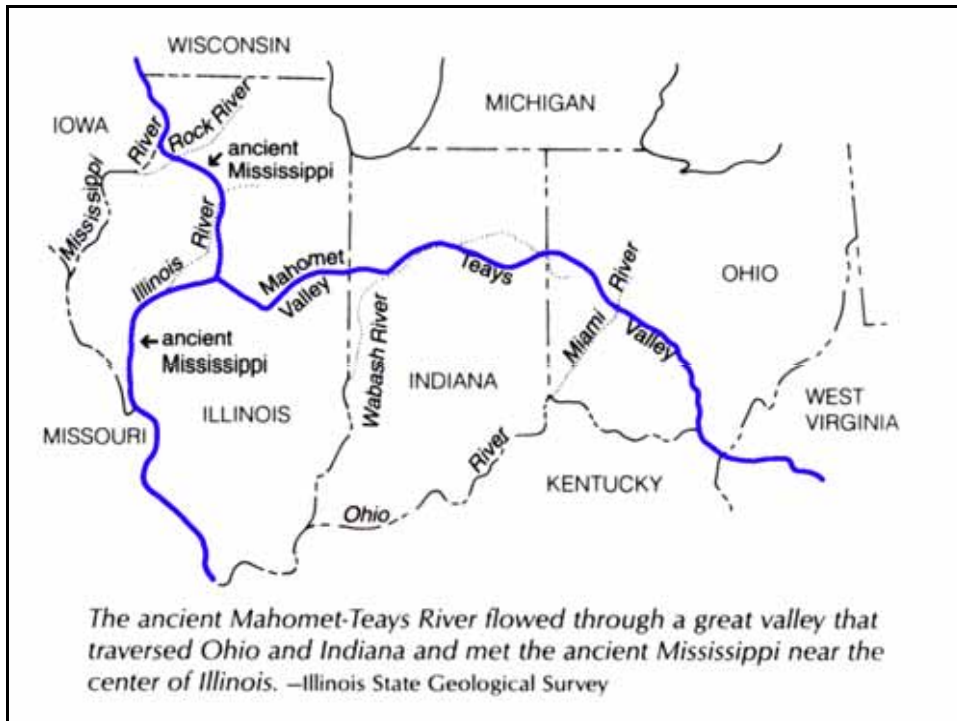 WISCONSIN
MICHIGAN
IOWA
River
Rock River
ancient
Mississippi
Mississippi
River
Illinois
Mahomet
Valley
Teays
River
OHIO
ancient
Mississippi
Wabash River
Miami
Valley
INDIANA
ILLINOIS
WEST
VIRGINIA
MISSOURI
River
KENTUCKY
Ohio
The ancient Mahomet-Teays River flowed through a great valley that
traversed Ohio and Indiana and met the ancient Mississippi near the
center of Illinois. –Illinois State Geological Survey